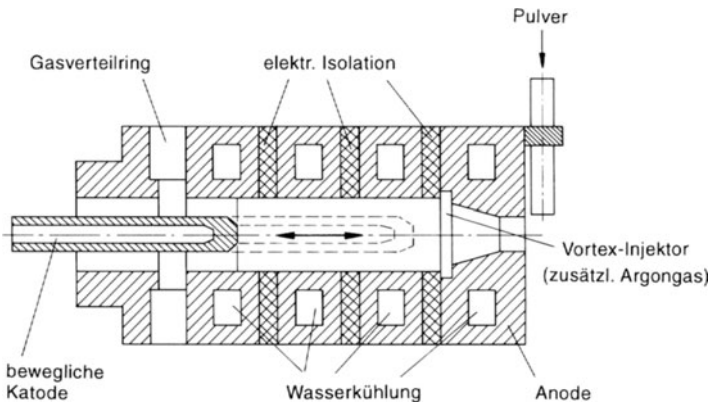 Pulver
Gasverteilring
elektr. Isolation
Vortex-Injektor
(zusätzl. Argongas)
bewegliche
Katode
Wasserkühlung
Anode